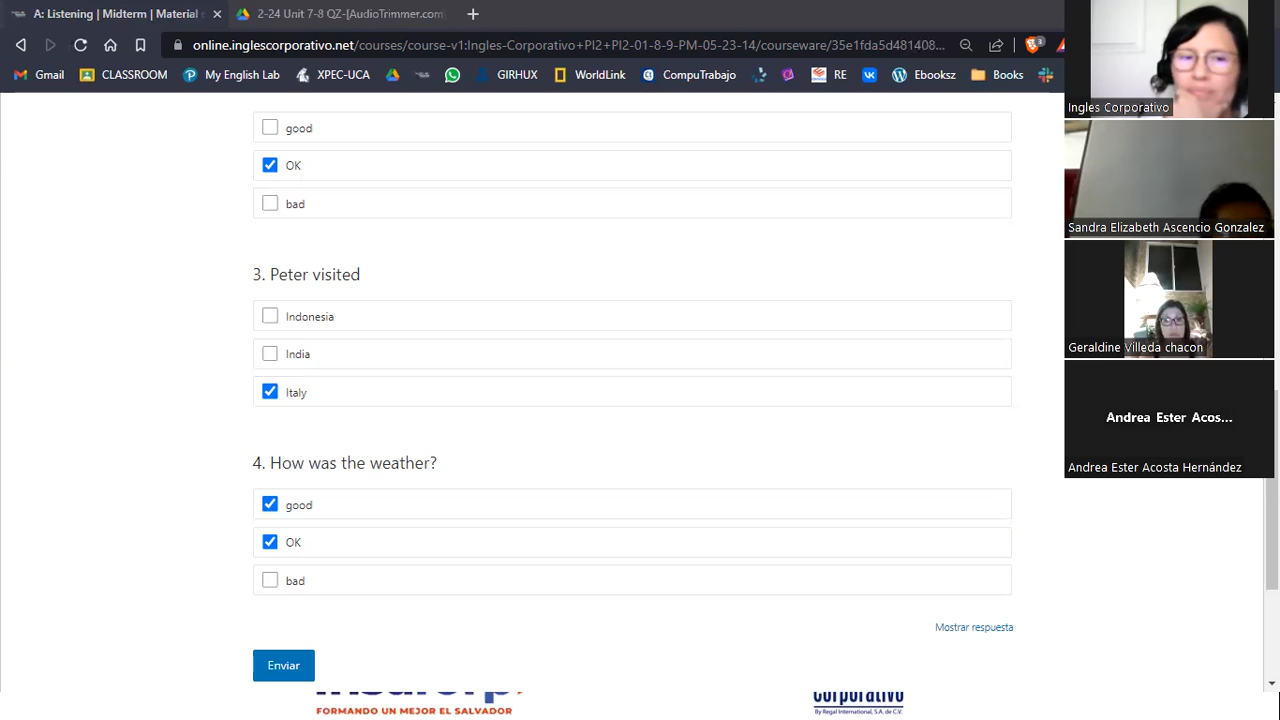 A: Listening | Midterm | Material
2-24 Unit 7-8 QZ-[AudioTrimmer.com]
online.inglescorporativo.net/courses/course-v1:Ingles-Corporativo+PI2+PI2-01-8-9-PM-05-23-14/courseware/35e1fda5d481408...
3
Gmail CLASSROOM My English Lab XPEC-UCA GIRHUX WorldLink CompuTrabajo RE Ebooksz Books
good
OK
bad
3. Peter visited
Indonesia
India
Italy
4. How was the weather?
good
OK
bad
Mostrar respuesta
Enviar
FORMANDO UN MEJOR EL SALVADOR
corporativo
By Regal International, S.A. de C.V.
Ingles Corporativo
Sandra Elizabeth Ascencio Gonzalez
Geraldine Villeda chacon
Andrea Ester Acos...
Andrea Ester Acosta Hernández